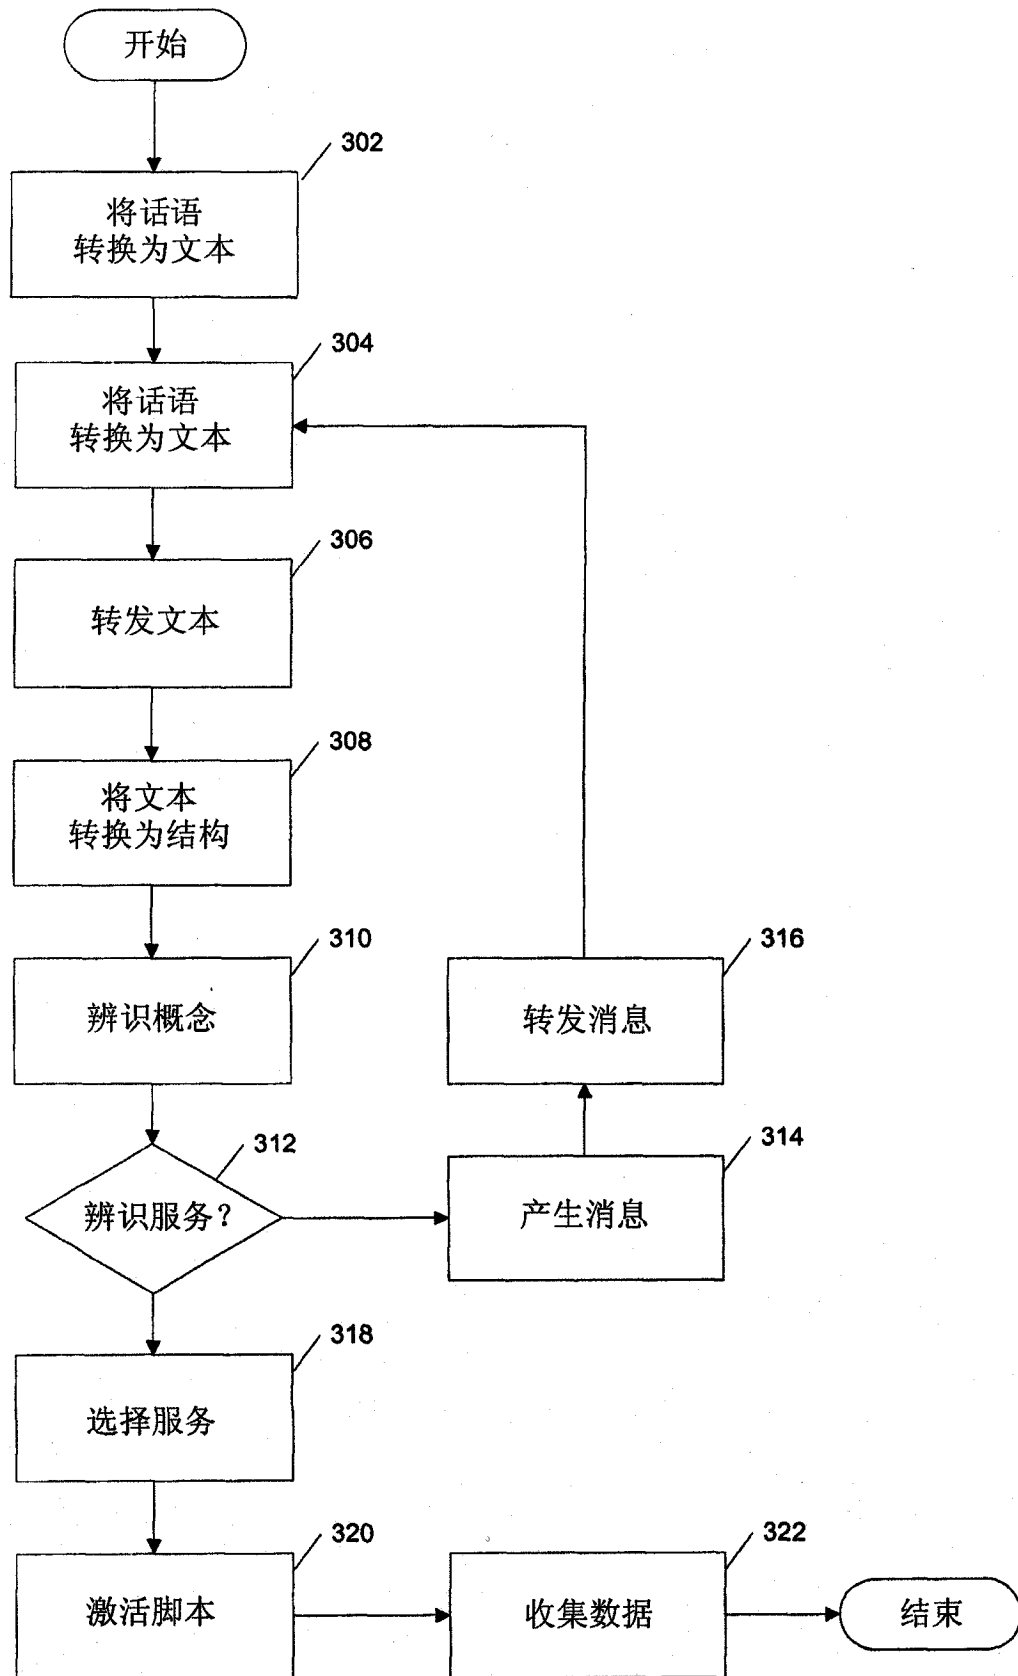 开始
302
将话语
转换为文本
304
将话语
转换为文本
306
转发文本
308
将文本
转换为结构
310
辨识概念
316
转发消息
312
辨识服务?
314
产生消息
318
选择服务
320
激活脚本
322
收集数据
结束